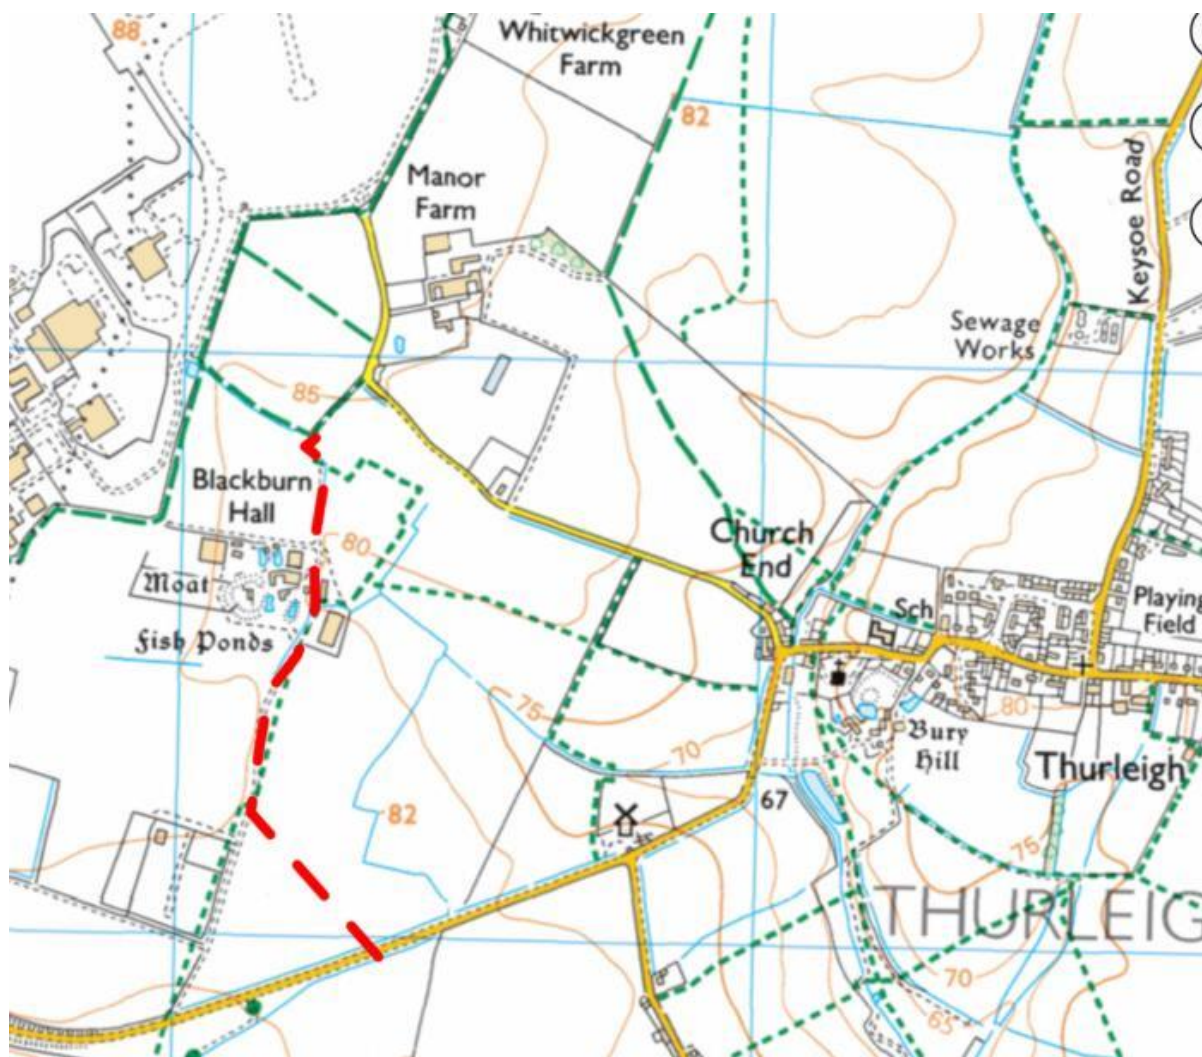 88.
Whitwickgreen
Farm
82
Manor
Farm
Keysoe Road
Sewage
Works
85
Blackburn
Hall
80
Church
End
Moat
Sch
Playing
Field
Fish Ponds
75
70
80
Bury
Hill
Thurleigh
67
82
75
THURLEIG
70
65